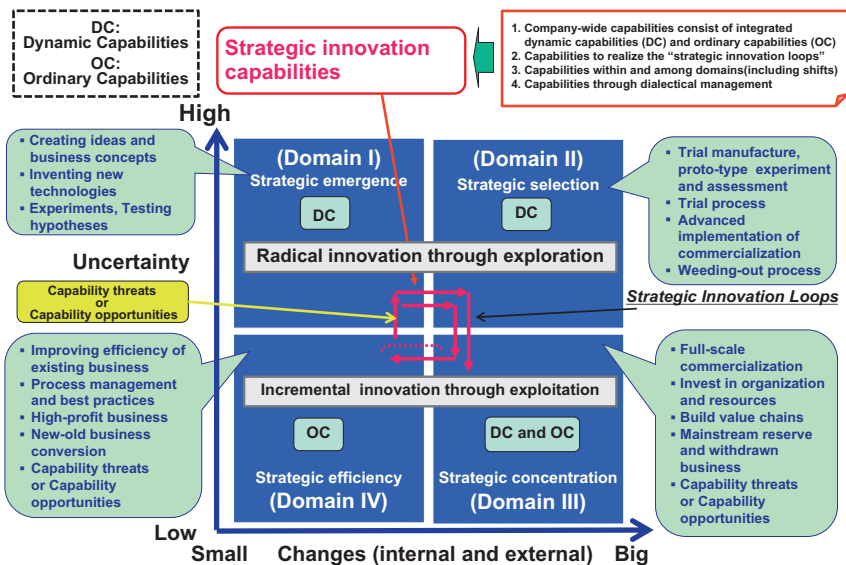 DC:
Dynamic Capabilities
OC:
Ordinary Capabilities
Strategic innovation
capabilities
1. Company-wide capabilities consist of integrated
dynamic capabilities (DC) and ordinary capabilities (OC)
2. Capabilities to realize the “strategic innovation loops”
3. Capabilities within and among domains(including shifts)
4. Capabilities through dialectical management
High
▪ Creating ideas and
business concepts
▪ Inventing new
technologies
▪ Experiments, Testing
hypotheses
(Domain I)
Strategic emergence
DC
(Domain II)
Strategic selection
DC
▪ Trial manufacture,
proto-type experiment
and assessment
▪ Trial process
▪ Advanced
implementation of
commercialization
▪ Weeding-out process
Radical innovation through exploration
Uncertainty
Capability threats
or
Capability opportunities
Strategic Innovation Loops
▪ Improving efficiency of
existing business
▪ Process management
and best practices
▪ High-profit business
▪ New-old business
conversion
▪ Capability threats
or Capability
opportunities
Incremental innovation through exploitation
OC
Strategic efficiency
(Domain IV)
DC and OC
Strategic concentration
(Domain III)
▪ Full-scale
commercialization
▪ Invest in organization
and resources
▪ Build value chains
▪ Mainstream reserve
and withdrawn
business
▪ Capability threats
or Capability
opportunities
Low
Small Changes (internal and external) Big